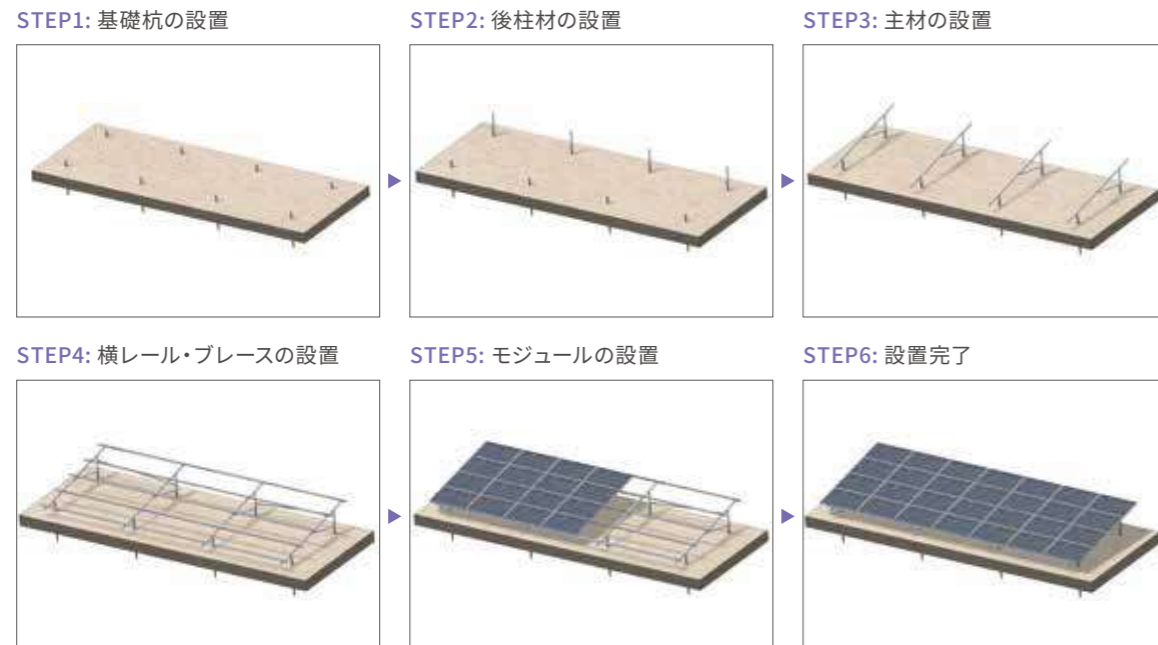 STEP1: 基礎杭の設置
STEP2: 後柱材の設置
STEP3: 主材の設置
STEP4: 横レール・ブレースの設置
STEP5: モジュールの設置
STEP6: 設置完了